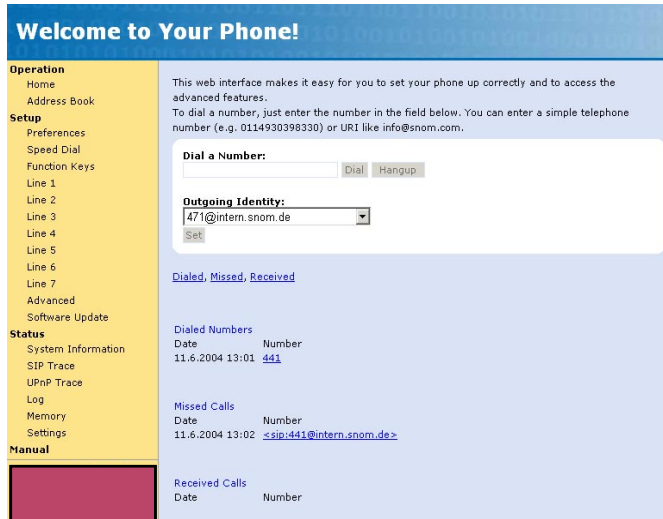 Welcome to Your Phone!
Operation
Home
Address Book
Setup
Preferences
Speed Dial
Function Keys
Line 1
Line 2
Line 3
Line 4
Line 5
Line 6
Line 7
Advanced
Software Update
Status
System Information
SIP Trace
UPnP Trace
Log
Memory
Settings
Manual
This web interface makes it easy for you to set your phone up correctly and to access the
advanced features.
To dial a number, just enter the number in the field below. You can enter a simple telephone
number (e.g. 0114930398330) or URI like info@snom.com.
Dial a Number:
Dial Hangup
Outgoing Identity:
471@intern.snom.de
Set
Dialed, Missed, Received
Dialed Numbers
Date Number
11.6.2004 13:01 441
Missed Calls
Date Number
11.6.2004 13:02 <sip:441@intern.snom.de>
Received Calls
Date Number